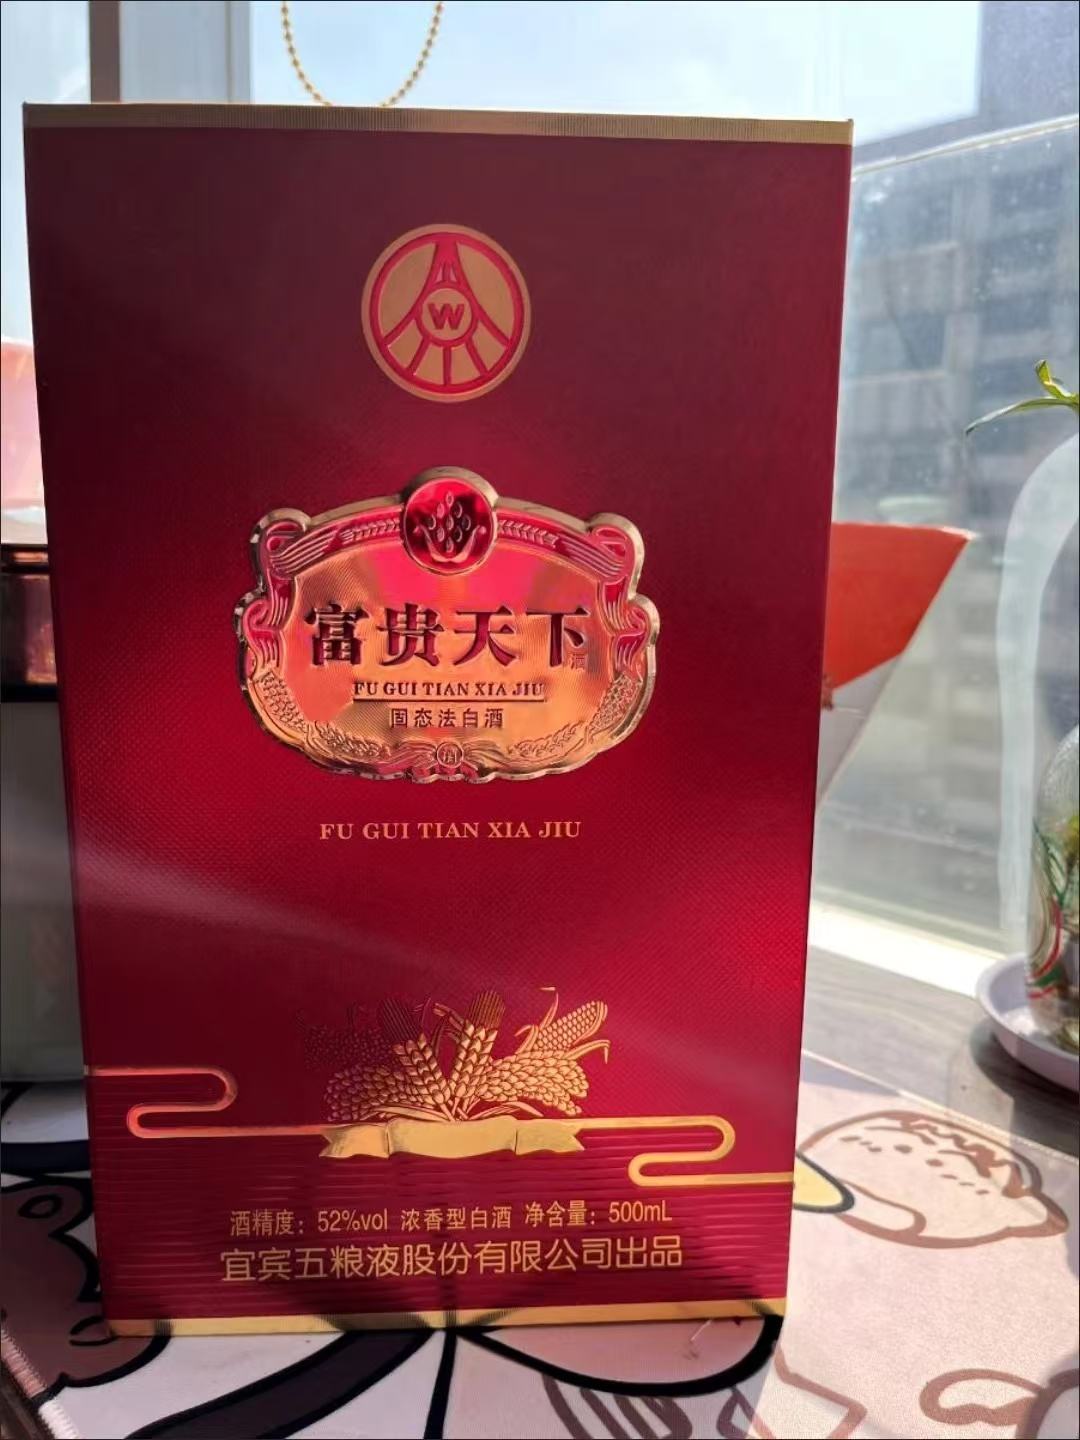 W
富贵天下
酒
FU GUI TIAN XIA JIU
固态法白酒
酒
FU GUI TIAN XIA JIU
酒精度：52%vol 浓香型白酒 净含量：500mL
宜宾五粮液股份有限公司出品